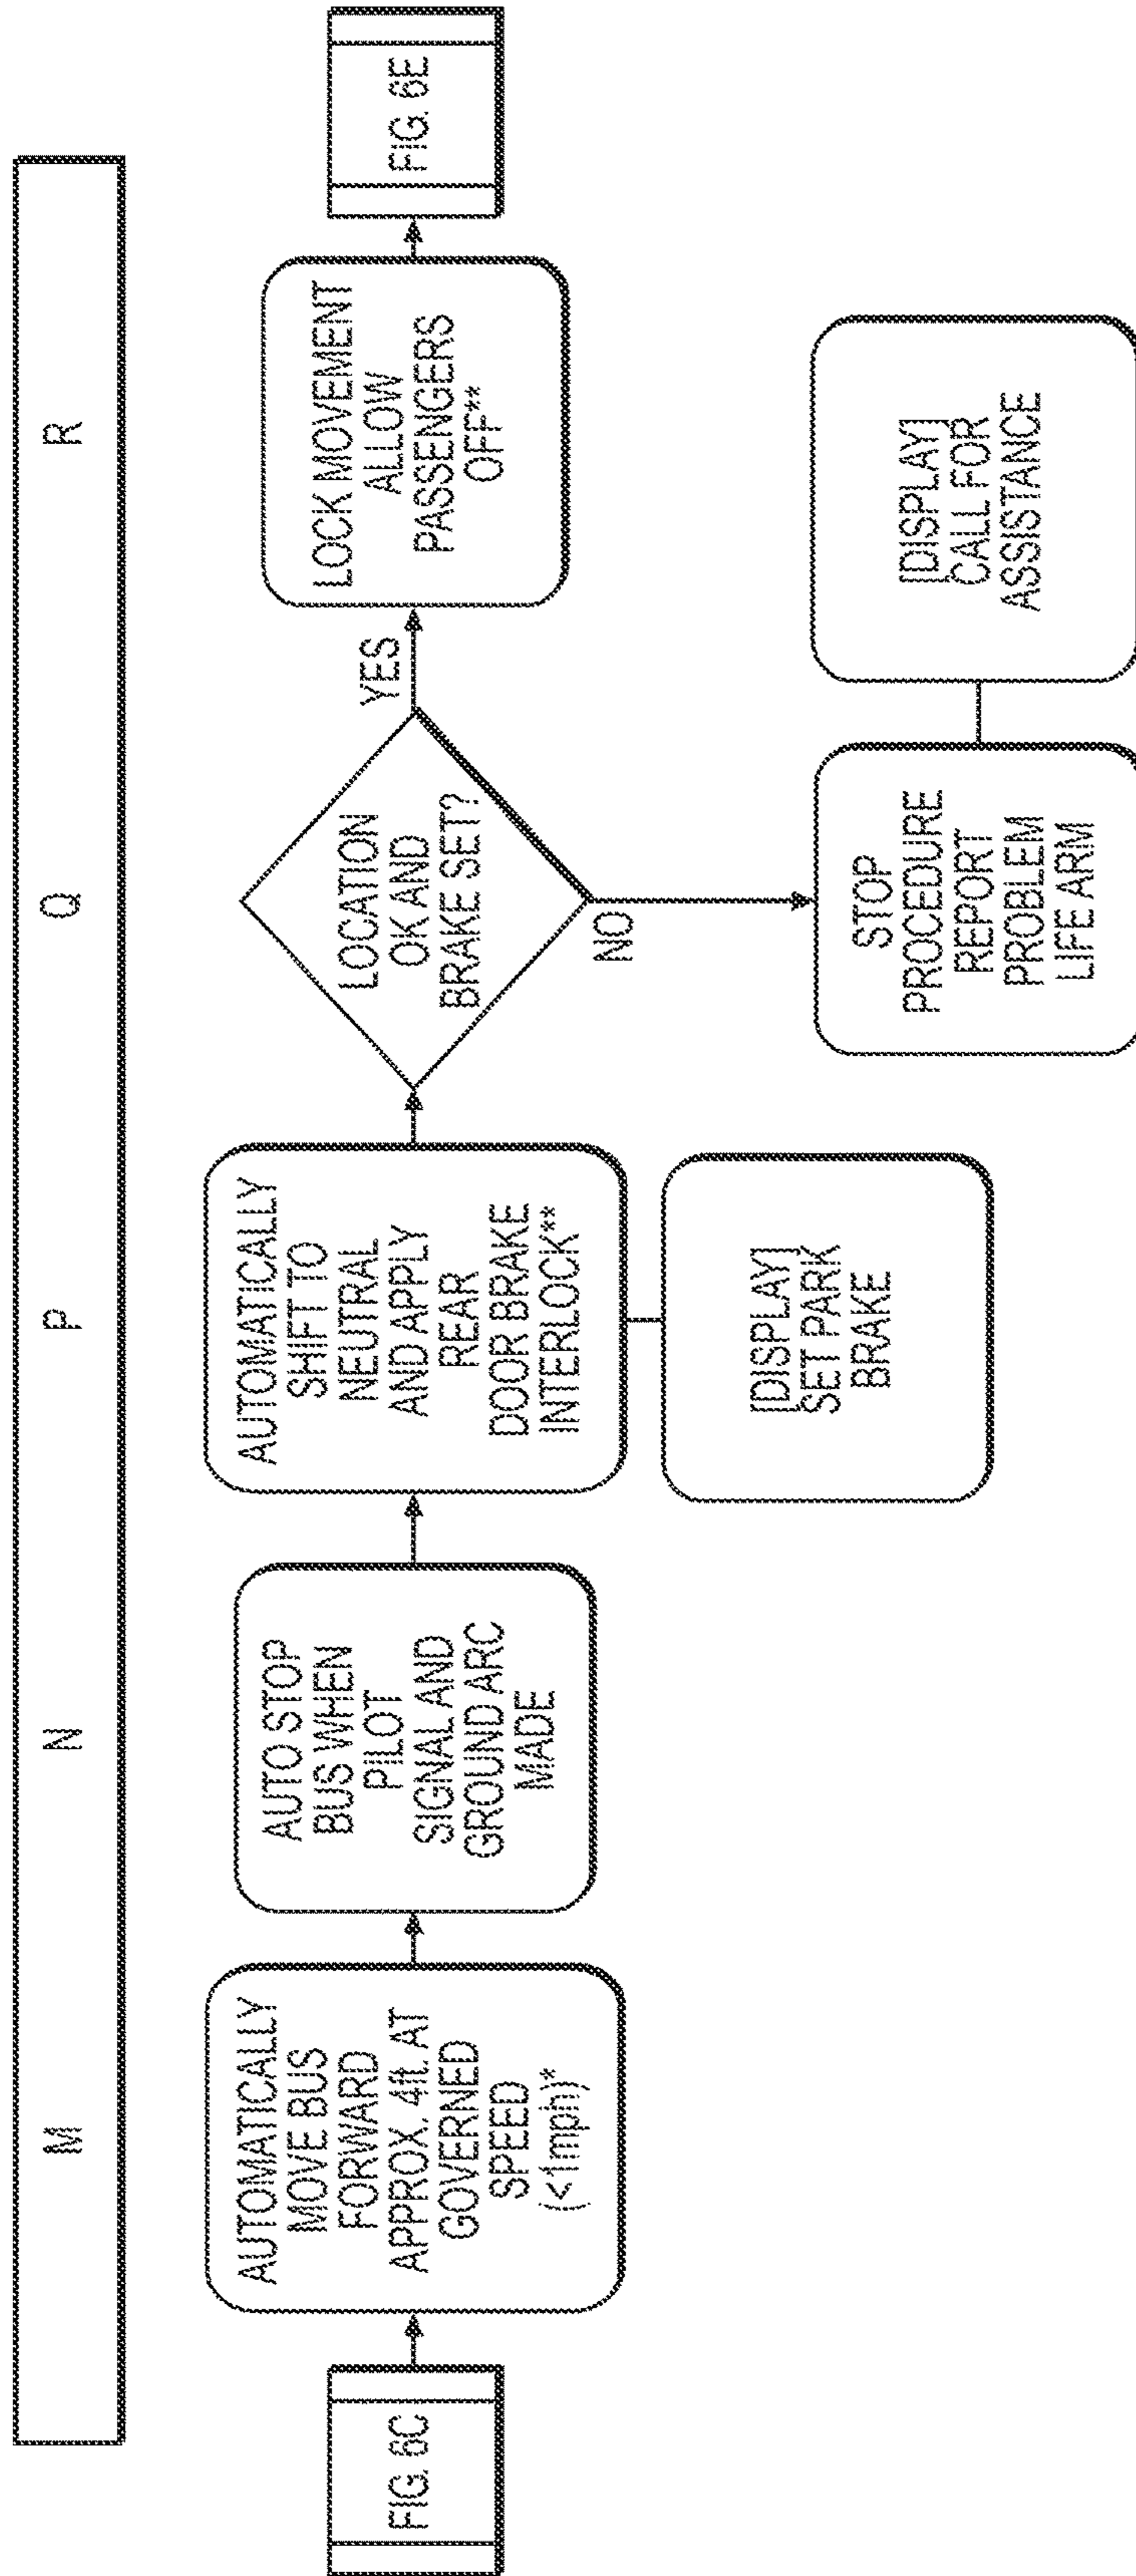 M N P Q R
FIG. 6C
AUTOMATICALLY
MOVE BUS
FORWARD
APPROX. 4ft. AT
GOVERNED
SPEED
(<1mph)*
AUTO STOP
BUS WHEN
PILOT
SIGNAL AND
GROUND ARC
MADE
AUTOMATICALLY
SHIFT TO
NEUTRAL
AND APPLY
REAR
DOOR BRAKE
INTERLOCK**
[DISPLAY]
SET PARK
BRAKE
LOCATION
OK AND
BRAKE SET?
YES
NO
LOCK MOVEMENT
ALLOW
PASSENGERS
OFF**
FIG. 6E
STOP
PROCEDURE
REPORT
PROBLEM
LIFE ARM
[DISPLAY]
CALL FOR
ASSISTANCE